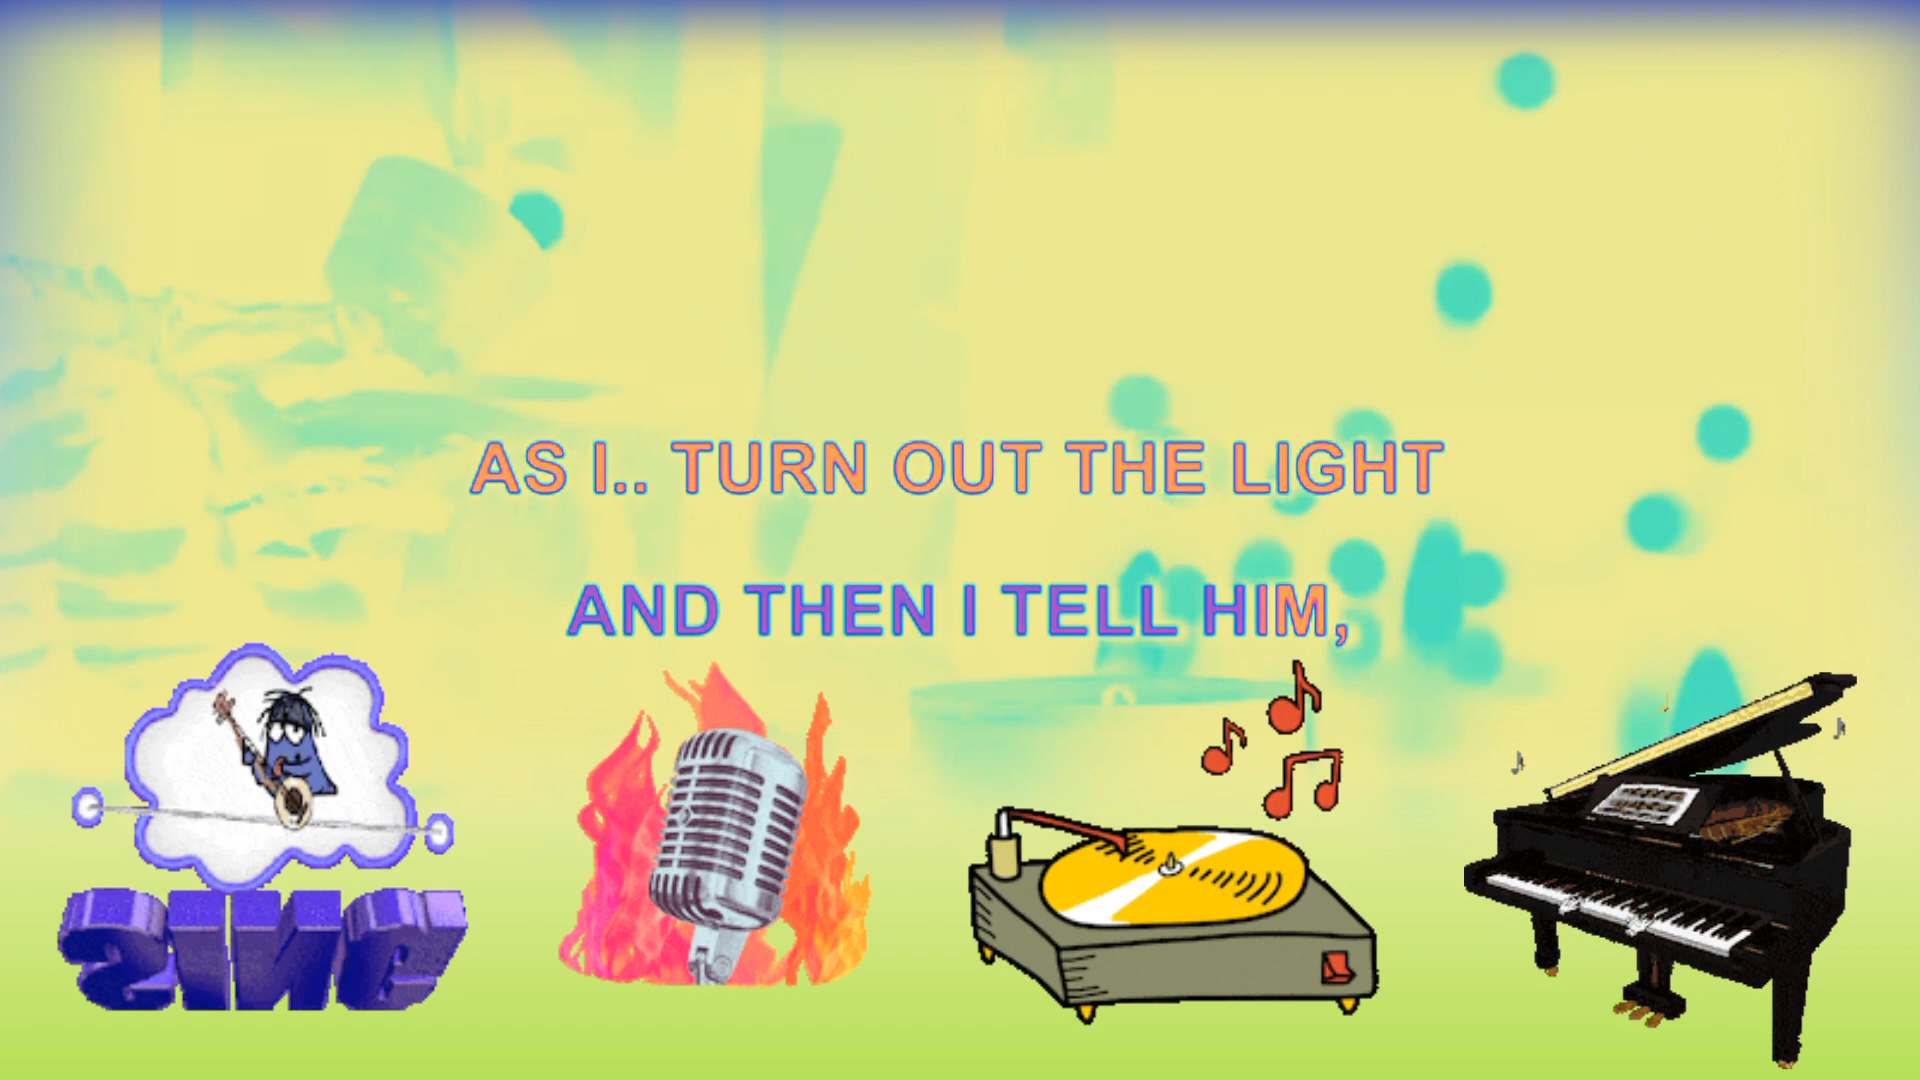 AS I.. TURN OUT THE LIGHT
AND THEN I TELL HIM,
SING